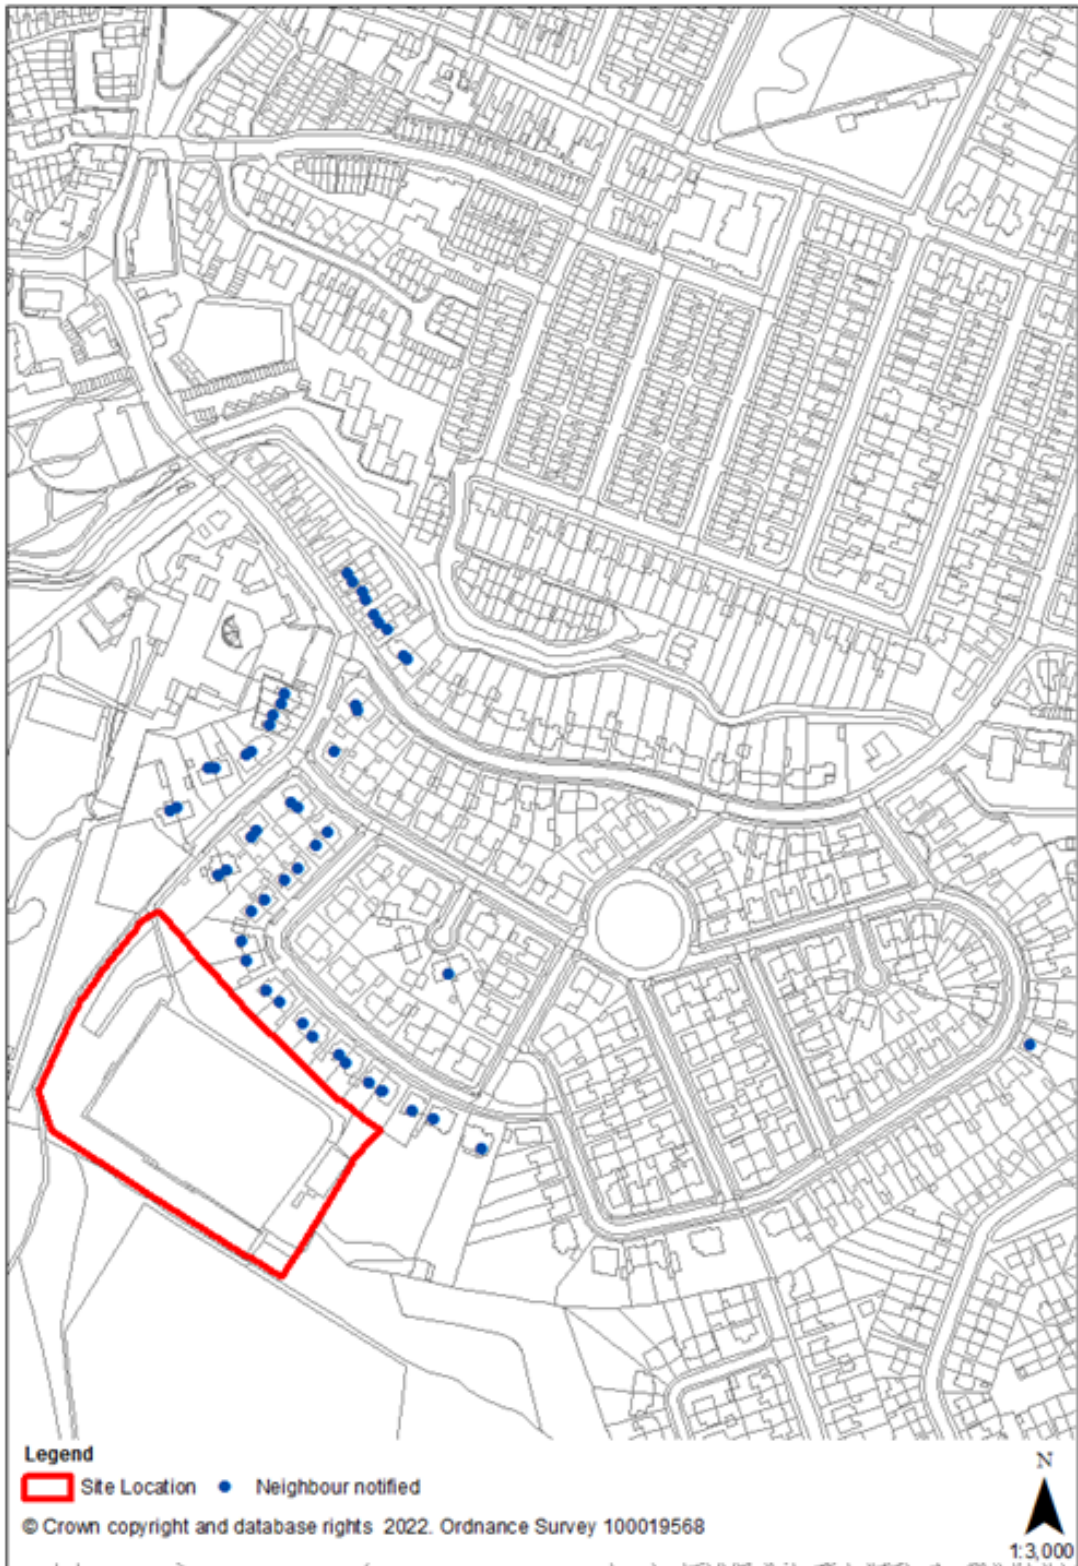 Legend
Site Location
Neighbour notified
© Crown copyright and database rights 2022. Ordnance Survey 100019568
N
1:3,000